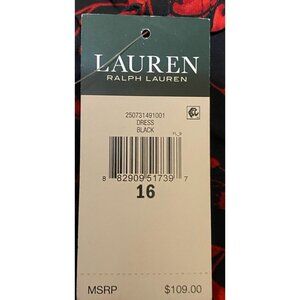 LAUREN
RALPH LAUREN
250731491001
DRESS
BLACK
8 82909 51739 7
16
MSRP $109.00